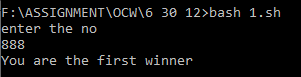 F:\ASSIGNMENT\OCW\6 30 12>bash 1.sh
enter the no
888
You are the first winner